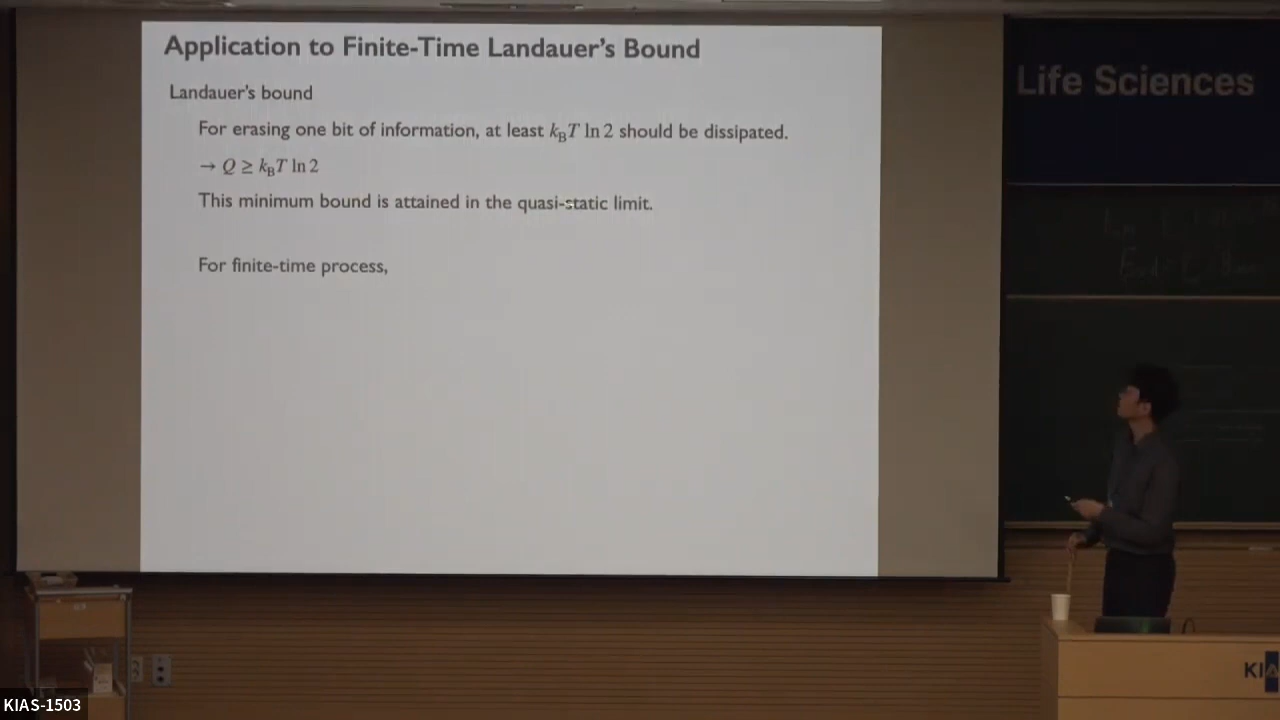 Application to Finite-Time Landauer's Bound
Landauer's bound
For erasing one bit of information, at least k_B T ln 2 should be dissipated.
→ Q ≥ k_B T ln 2
This minimum bound is attained in the quasi-static limit.
For finite-time process,
Life Sciences
KIAS-1503